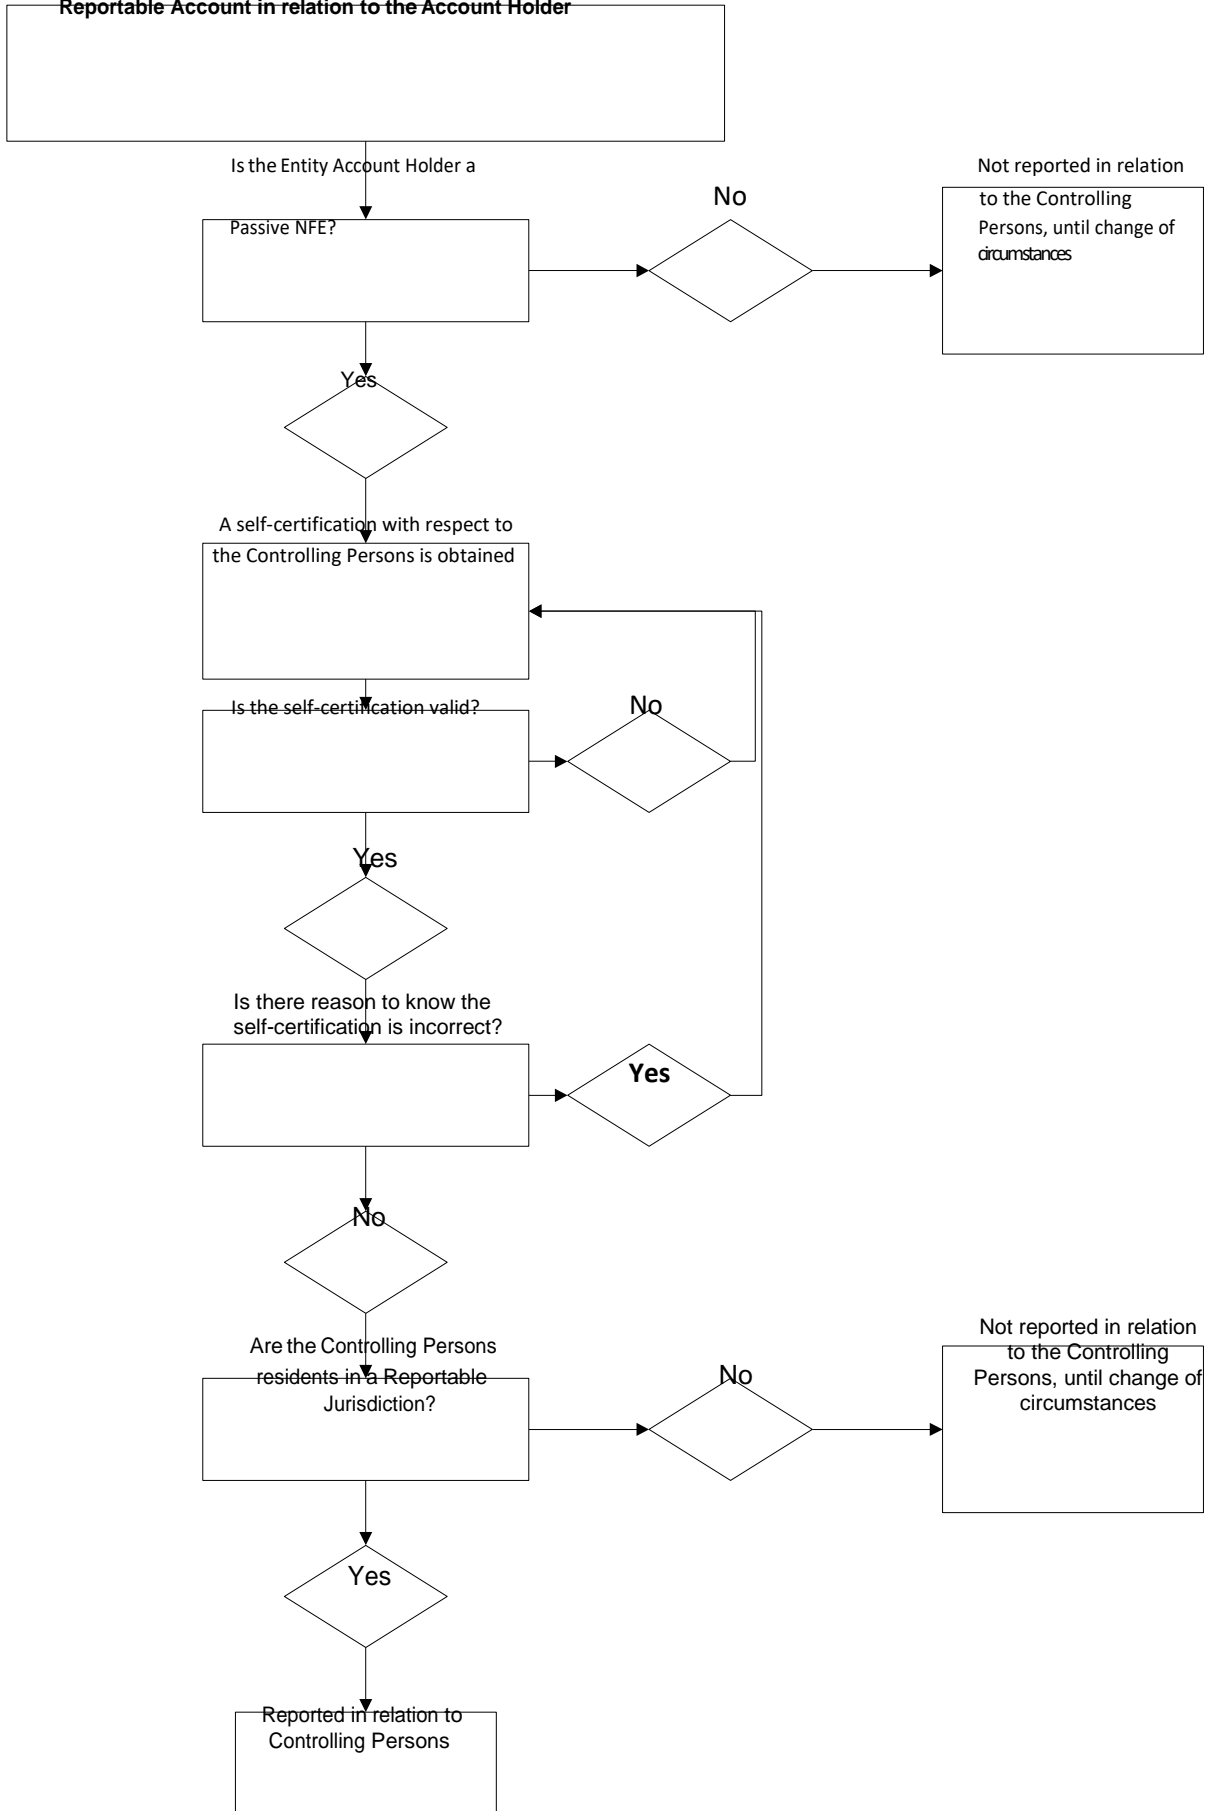 Reportable Account in relation to the Account Holder
Is the Entity Account Holder a
Passive NFE?
No
Not reported in relation
to the Controlling
Persons, until change of
circumstances
Yes
A self-certification with respect to
the Controlling Persons is obtained
Is the self-certification valid?
No
Yes
Is there reason to know the
self-certification is incorrect?
Yes
No
Are the Controlling Persons
residents in a Reportable
Jurisdiction?
No
Not reported in relation
to the Controlling
Persons, until change of
circumstances
Yes
Reported in relation to
Controlling Persons